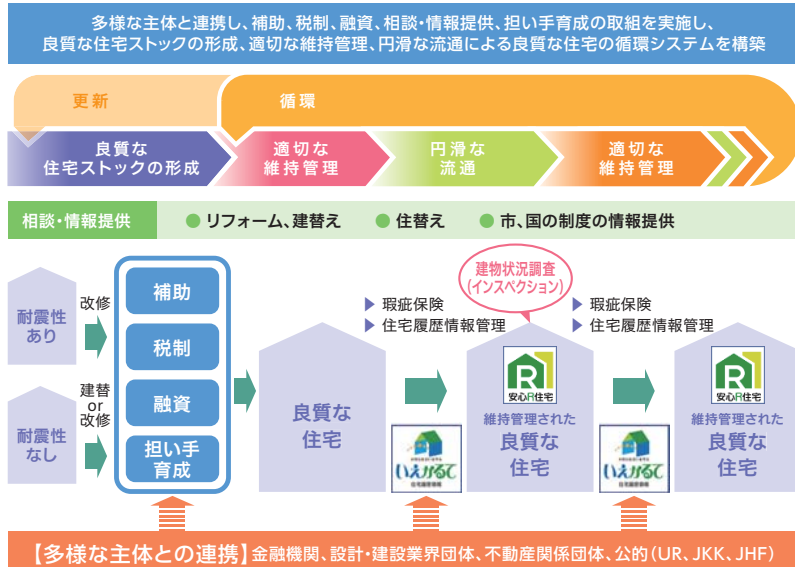 多様な主体と連携し、補助、税制、融資、相談・情報提供、担い手育成の取組を実施し、
良質な住宅ストックの形成、適切な維持管理、円滑な流通による良質な住宅の循環システムを構築
更新
循環
良質な
住宅ストックの形成
適切な
維持管理
円滑な
流通
適切な
維持管理
相談・情報提供
● リフォーム、建替え
● 住替え
● 市、国の制度の情報提供
建物状況調査
(インスペクション)
耐震性
あり
改修
耐震性
なし
建替
or
改修
補助
税制
融資
担い手
育成
良質な
住宅
▶ 瑕疵保険
▶ 住宅履歴情報管理
いえかるて
住宅履歴情報
R
安心R住宅
維持管理された
良質な
住宅
▶ 瑕疵保険
▶ 住宅履歴情報管理
いえかるて
住宅履歴情報
R
安心R住宅
維持管理された
良質な
住宅
【多様な主体との連携】金融機関、設計・建設業界団体、不動産関係団体、公的(UR、JKK、JHF)